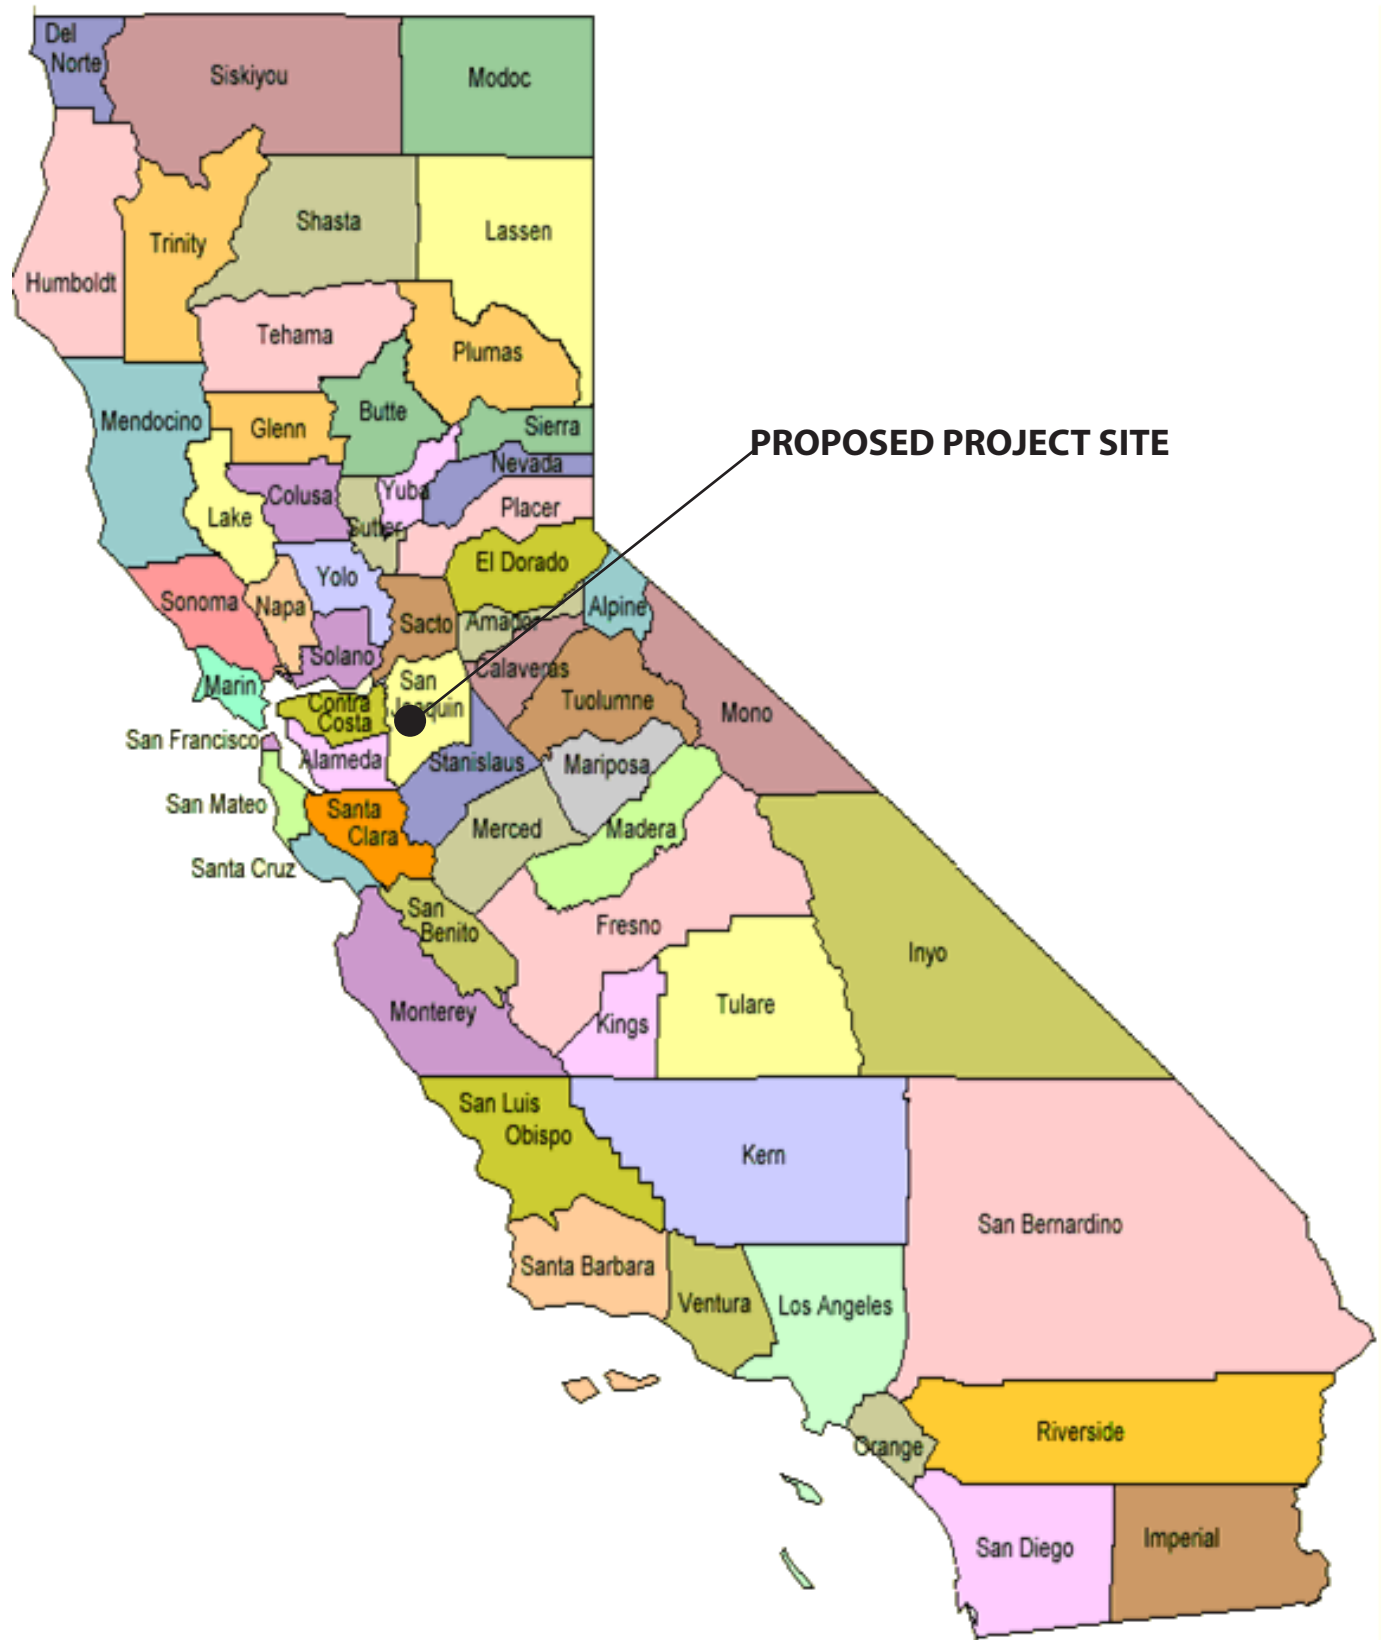 Del
Norte
Siskiyou
Modoc
Shasta
Lassen
Trinity
Humboldt
Tehama
Plumas
Mendocino
Glenn
Butte
Sierra
PROPOSED PROJECT SITE
Nevada
Colusa
Yuba
Placer
Lake
Sutter
El Dorado
Yolo
Sonoma
Napa
Alpine
Sacto
Amador
Solano
Calaveras
Marin
San
Joaquin
Contra
Costa
Tuolumne
Mono
San Francisco
Alameda
Stanislaus
Mariposa
San Mateo
Santa
Clara
Merced
Madera
Santa Cruz
San
Benito
Fresno
Inyo
Monterey
Kings
Tulare
San Luis
Obispo
Kern
San Bernardino
Santa Barbara
Ventura
Los Angeles
Riverside
Orange
San Diego
Imperial